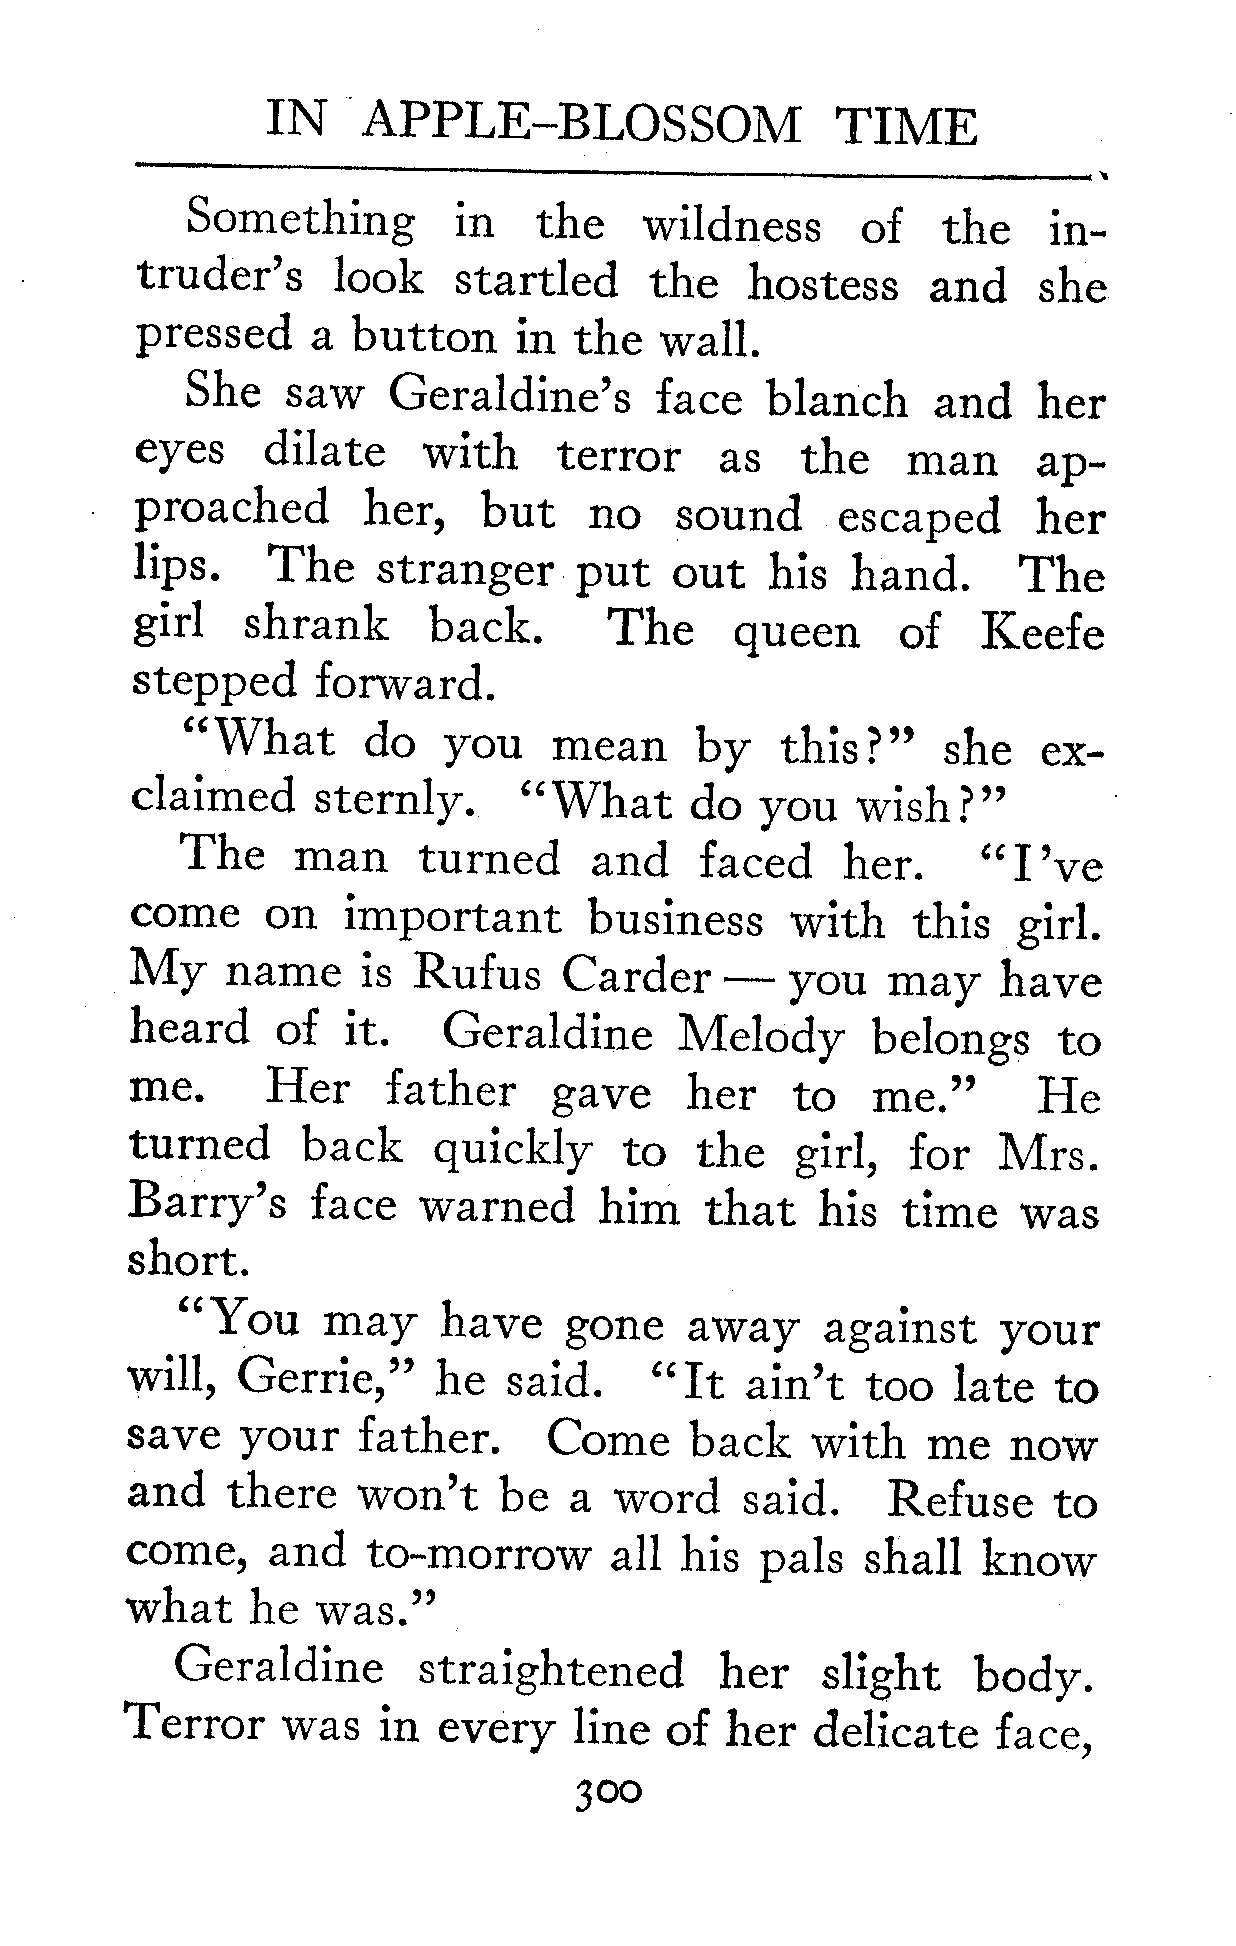 IN APPLE–BLOSSOM TIME
Something in the wildness of the in-
truder's look startled the hostess and she
pressed a button in the wall.
She saw Geraldine's face blanch and her
eyes dilate with terror as the man ap-
proached her, but no sound escaped her
lips. The stranger put out his hand. The
girl shrank back. The queen of Keefe
stepped forward.
“What do you mean by this?” she ex-
claimed sternly. “What do you wish?”
The man turned and faced her. “I've
come on important business with this girl.
My name is Rufus Carder — you may have
heard of it. Geraldine Melody belongs to
me. Her father gave her to me.” He
turned back quickly to the girl, for Mrs.
Barry's face warned him that his time was
short.
“You may have gone away against your
will, Gerrie,” he said. “It ain't too late to
save your father. Come back with me now
and there won't be a word said. Refuse to
come, and to-morrow all his pals shall know
what he was.”
Geraldine straightened her slight body.
Terror was in every line of her delicate face,
300